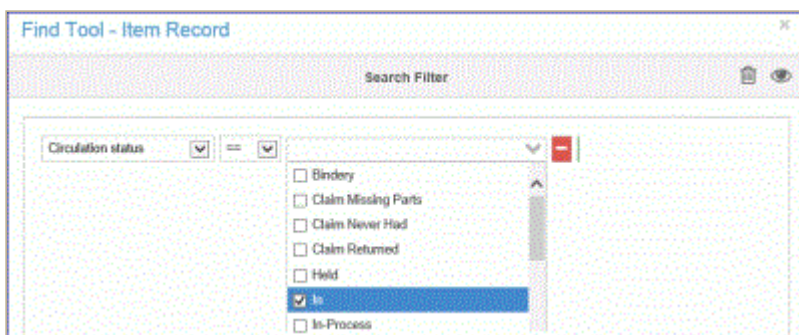 Find Tool - Item Record
Search Filter
Circulation status ==
Bindery
Claim Missing Parts
Claim Never Had
Claim Returned
Held
In
In-Process